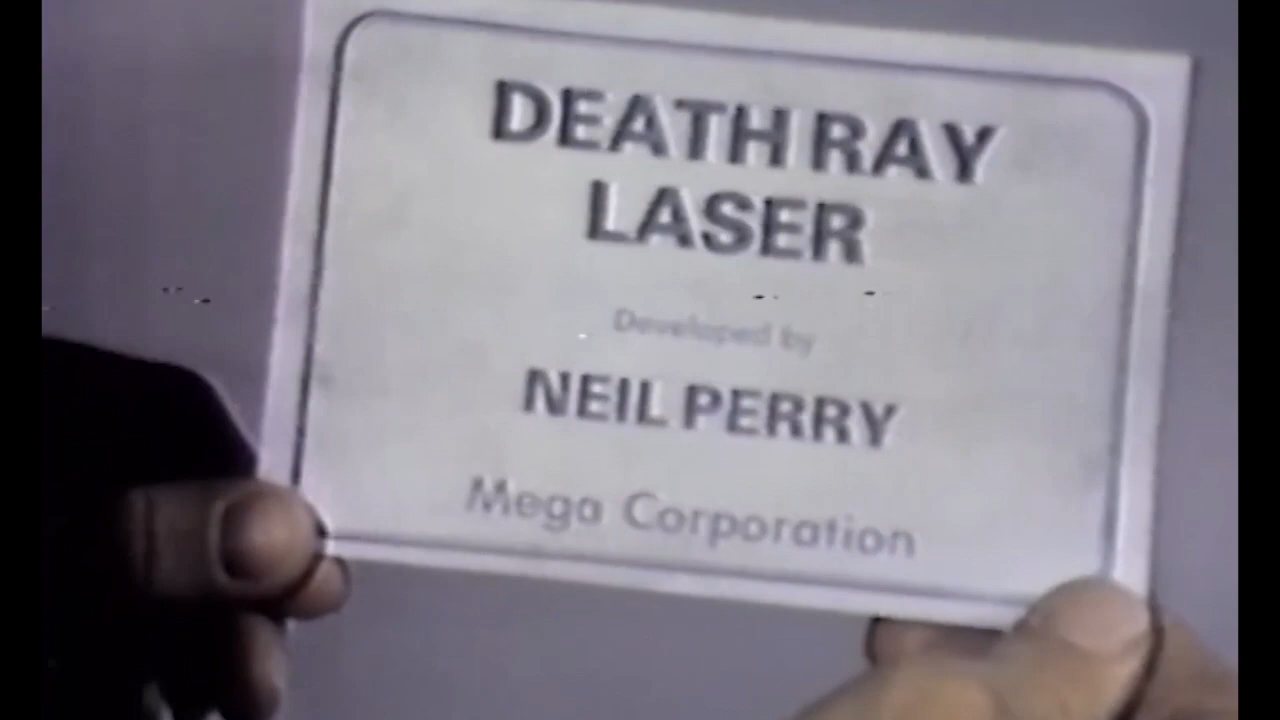 DEATH RAY
LASER
Developed by
NEIL PERRY
Mega Corporation